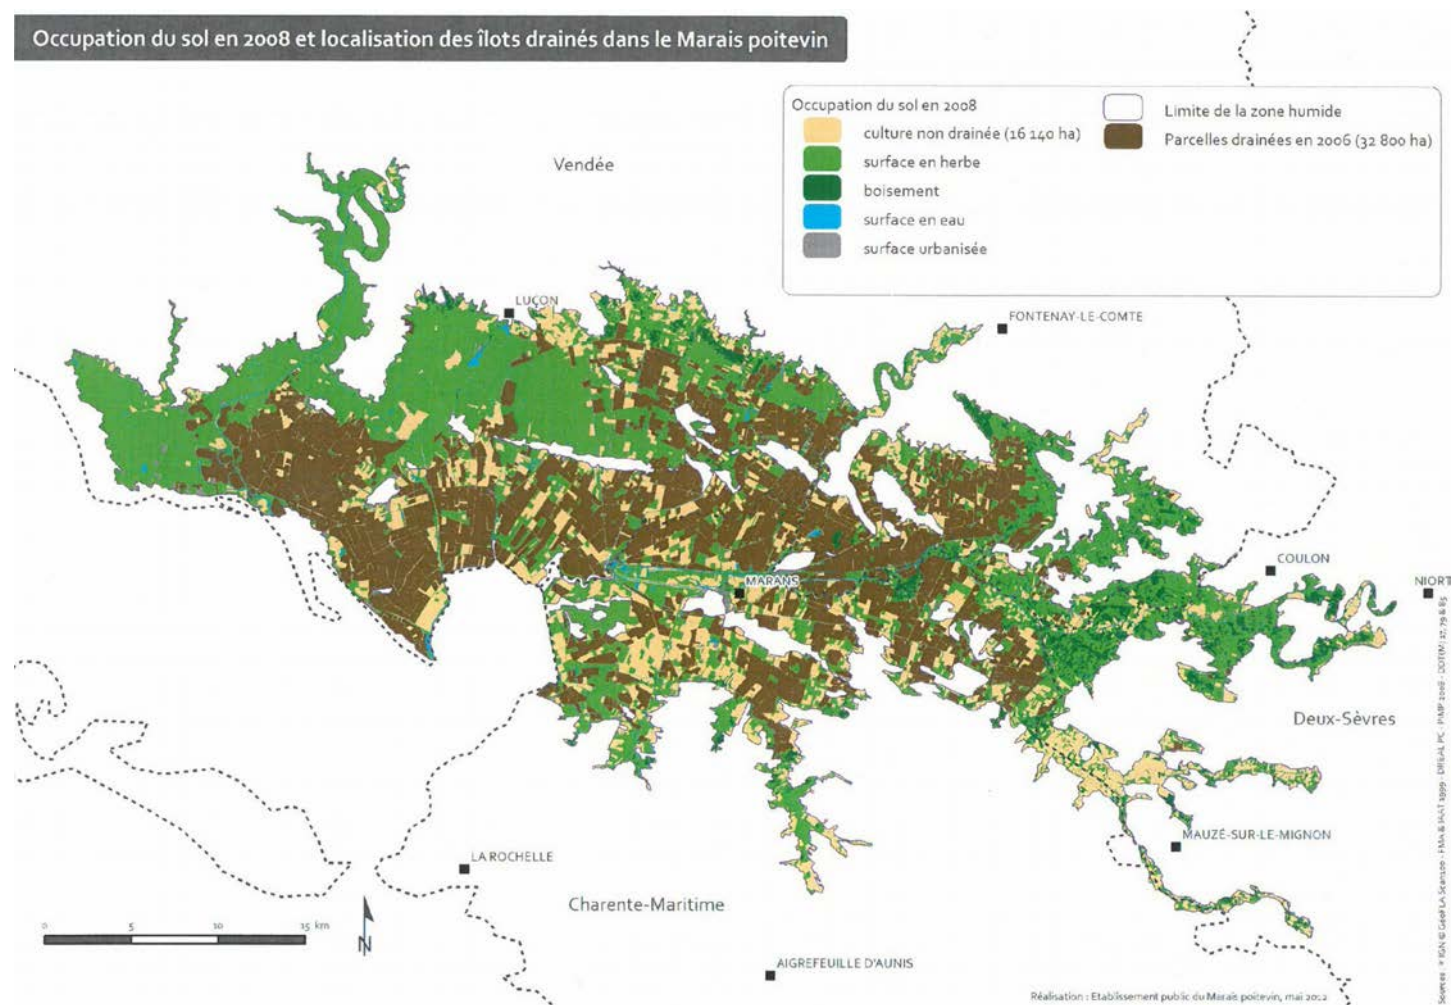 Occupation du sol en 2008 et localisation des îlots drainés dans le Marais poitevin
Occupation du sol en 2008
culture non drainée (16 140 ha)
surface en herbe
boisement
surface en eau
surface urbanisée
Limite de la zone humide
Parcelles drainées en 2006 (32 800 ha)
Vendée
LUÇON
FONTENAY-LE-COMTE
MARANS
COULON
NIORT
Deux-Sèvres
MAUZÉ-SUR-LE-MIGNON
LA ROCHELLE
Charente-Maritime
AIGREFEUILLE D'AUNIS
0 5 10 15 km
N
Réalisation : Etablissement public du Marais poitevin, mai 2012